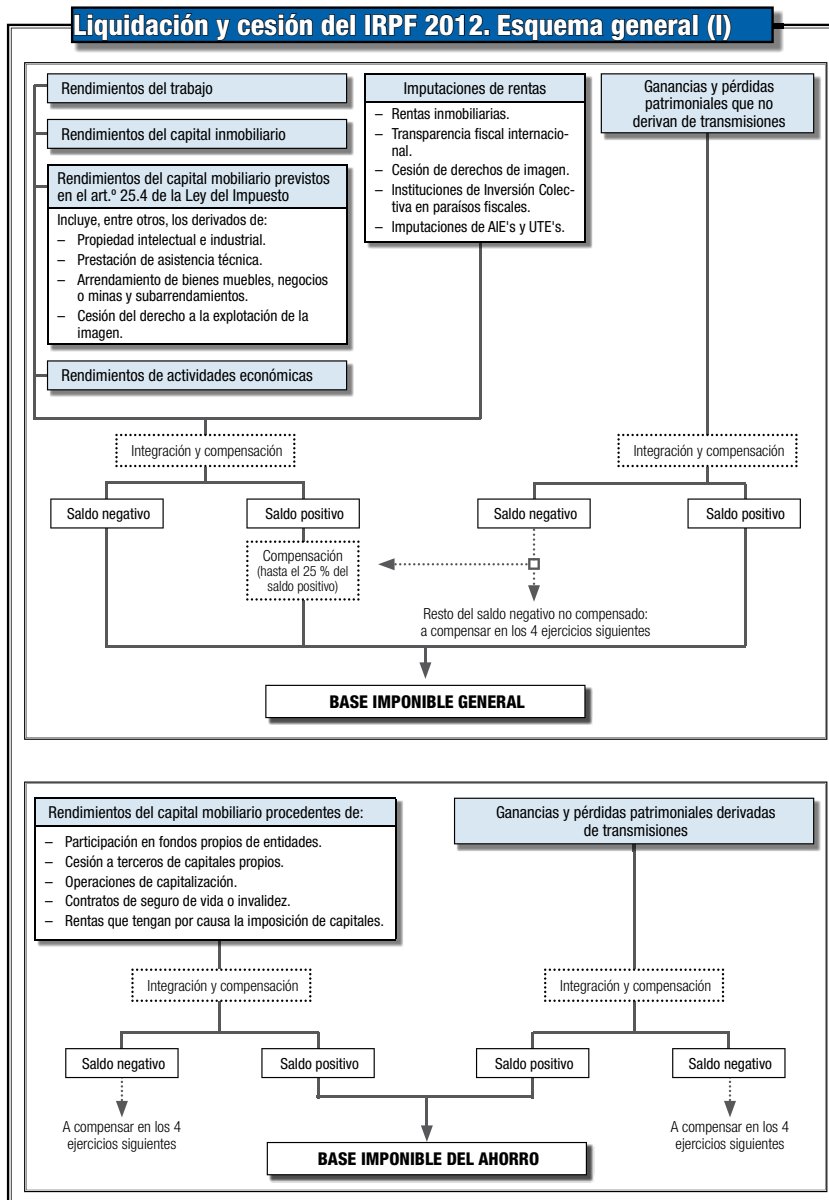 Liquidación y cesión del IRPF 2012. Esquema general (I)
Rendimientos del trabajo
Rendimientos del capital inmobiliario
Rendimientos del capital mobiliario previstos
en el art.º 25.4 de la Ley del Impuesto
Incluye, entre otros, los derivados de:
– Propiedad intelectual e industrial.
– Prestación de asistencia técnica.
– Arrendamiento de bienes muebles, negocios
o minas y subarrendamientos.
– Cesión del derecho a la explotación de la
imagen.
Rendimientos de actividades económicas
Imputaciones de rentas
– Rentas inmobiliarias.
– Transparencia fiscal internacio-
nal.
– Cesión de derechos de imagen.
– Instituciones de Inversión Colec-
tiva en paraísos fiscales.
– Imputaciones de AIE's y UTE's.
Ganancias y pérdidas
patrimoniales que no
derivan de transmisiones
Integración y compensación
Integración y compensación
Saldo negativo
Saldo positivo
Saldo negativo
Saldo positivo
Compensación
(hasta el 25 % del
saldo positivo)
Resto del saldo negativo no compensado:
a compensar en los 4 ejercicios siguientes
BASE IMPONIBLE GENERAL
Rendimientos del capital mobiliario procedentes de:
– Participación en fondos propios de entidades.
– Cesión a terceros de capitales propios.
– Operaciones de capitalización.
– Contratos de seguro de vida o invalidez.
– Rentas que tengan por causa la imposición de capitales.
Ganancias y pérdidas patrimoniales derivadas
de transmisiones
Integración y compensación
Integración y compensación
Saldo negativo
Saldo positivo
Saldo positivo
Saldo negativo
A compensar en los 4
ejercicios siguientes
A compensar en los 4
ejercicios siguientes
BASE IMPONIBLE DEL AHORRO